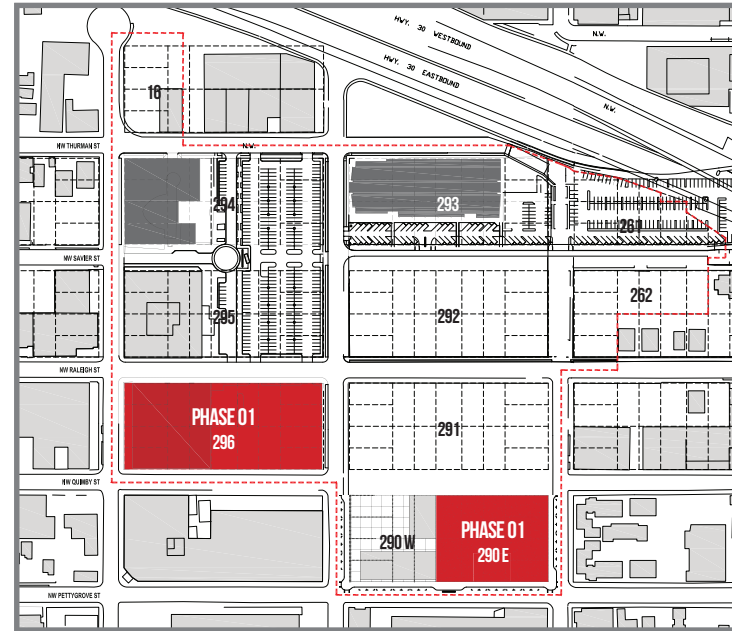 HWY. 30 WESTBOUND
N.W.
HWY. 30 EASTBOUND
N.W.
16
NW THURMAN ST
N.W.
294
293
261
NW SAVIER ST
262
295
292
NW RALEIGH ST
PHASE 01
296
291
NW QUIMBY ST
290 W
PHASE 01
290 E
NW PETTYGROVE ST